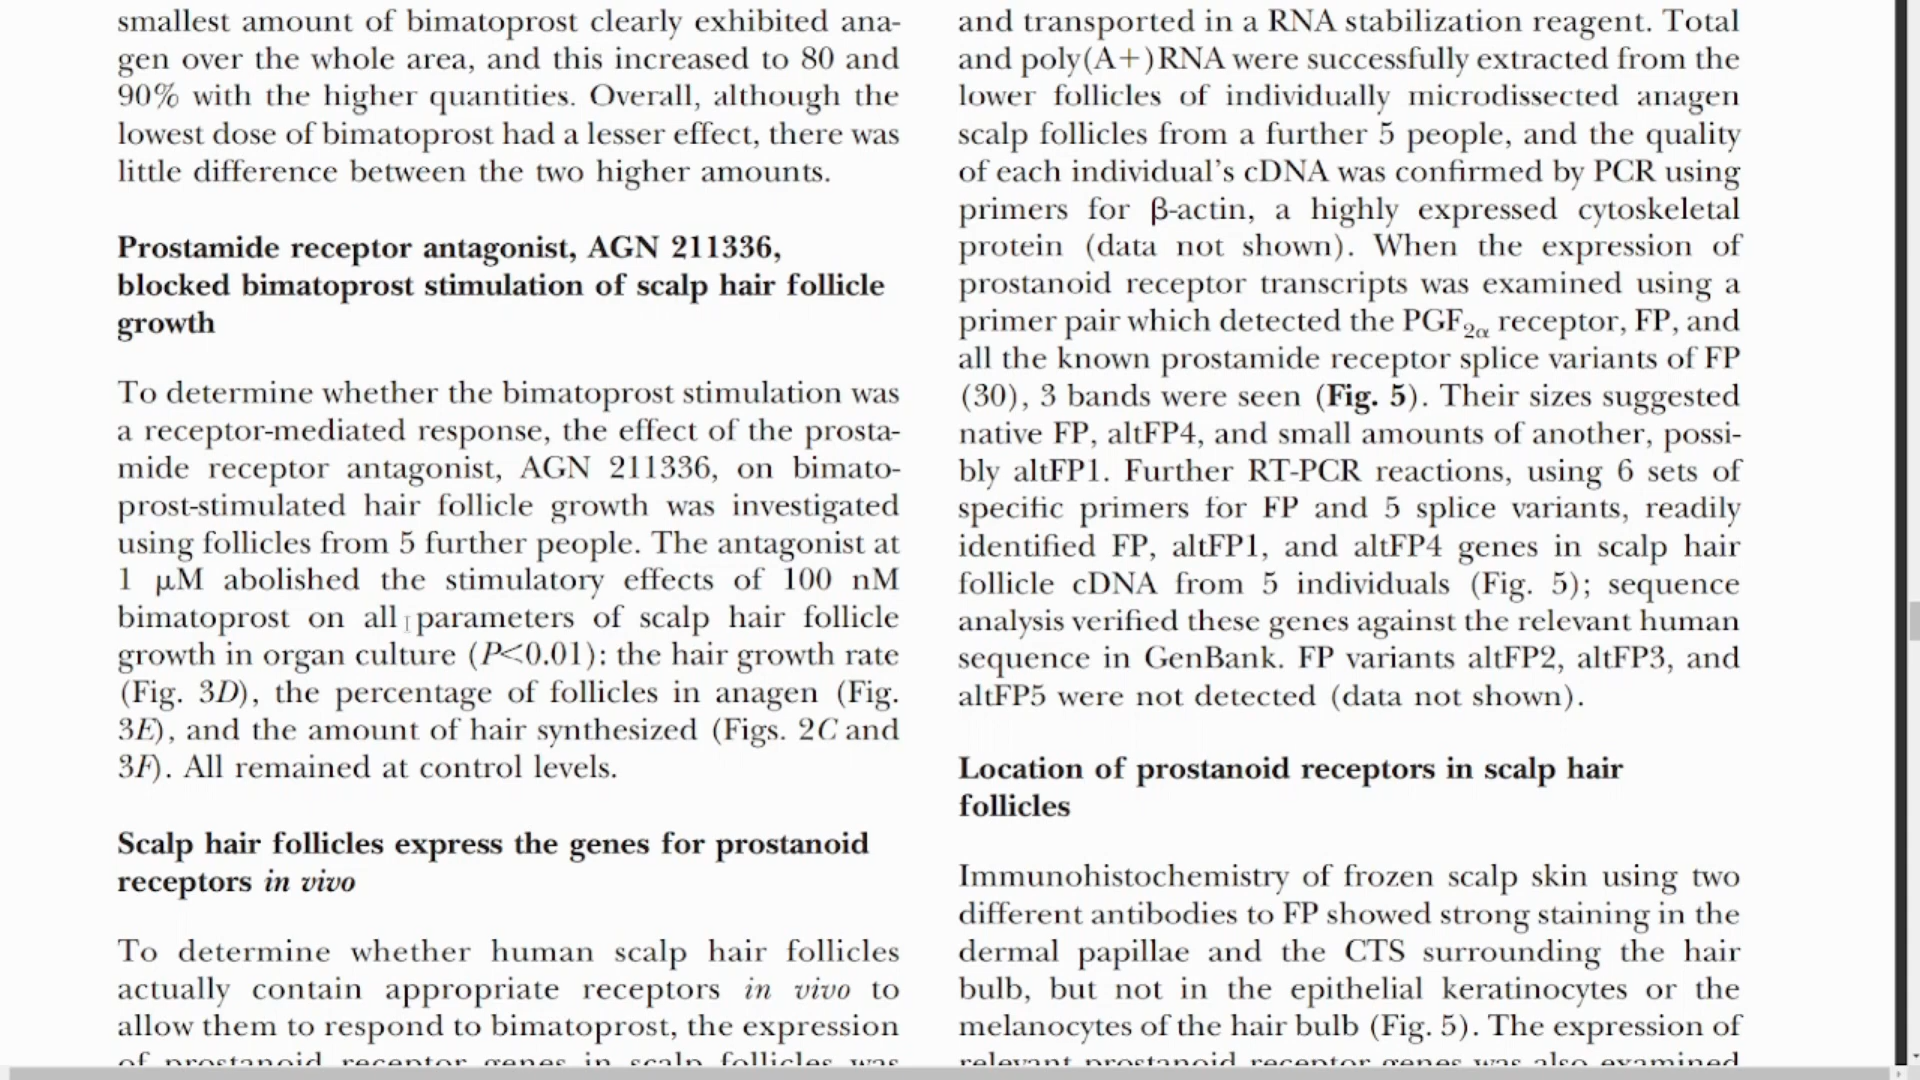 smallest amount of bimatoprost clearly exhibited ana-
gen over the whole area, and this increased to 80 and
90% with the higher quantities. Overall, although the
lowest dose of bimatoprost had a lesser effect, there was
little difference between the two higher amounts.
Prostamide receptor antagonist, AGN 211336,
blocked bimatoprost stimulation of scalp hair follicle
growth
To determine whether the bimatoprost stimulation was
a receptor-mediated response, the effect of the prosta-
mide receptor antagonist, AGN 211336, on bimato-
prost-stimulated hair follicle growth was investigated
using follicles from 5 further people. The antagonist at
1 μM abolished the stimulatory effects of 100 nM
bimatoprost on all parameters of scalp hair follicle
growth in organ culture (P<0.01): the hair growth rate
(Fig. 3D), the percentage of follicles in anagen (Fig.
3E), and the amount of hair synthesized (Figs. 2C and
3F). All remained at control levels.
Scalp hair follicles express the genes for prostanoid
receptors in vivo
To determine whether human scalp hair follicles
actually contain appropriate receptors in vivo to
allow them to respond to bimatoprost, the expression
of prostanoid receptor genes in scalp follicles was
and transported in a RNA stabilization reagent. Total
and poly(A+)RNA were successfully extracted from the
lower follicles of individually microdissected anagen
scalp follicles from a further 5 people, and the quality
of each individual's cDNA was confirmed by PCR using
primers for β-actin, a highly expressed cytoskeletal
protein (data not shown). When the expression of
prostanoid receptor transcripts was examined using a
primer pair which detected the PGF2α receptor, FP, and
all the known prostamide receptor splice variants of FP
(30), 3 bands were seen (Fig. 5). Their sizes suggested
native FP, altFP4, and small amounts of another, possi-
bly altFP1. Further RT-PCR reactions, using 6 sets of
specific primers for FP and 5 splice variants, readily
identified FP, altFP1, and altFP4 genes in scalp hair
follicle cDNA from 5 individuals (Fig. 5); sequence
analysis verified these genes against the relevant human
sequence in GenBank. FP variants altFP2, altFP3, and
altFP5 were not detected (data not shown).
Location of prostanoid receptors in scalp hair
follicles
Immunohistochemistry of frozen scalp skin using two
different antibodies to FP showed strong staining in the
dermal papillae and the CTS surrounding the hair
bulb, but not in the epithelial keratinocytes or the
melanocytes of the hair bulb (Fig. 5). The expression of
relevant prostanoid receptor genes was also examined